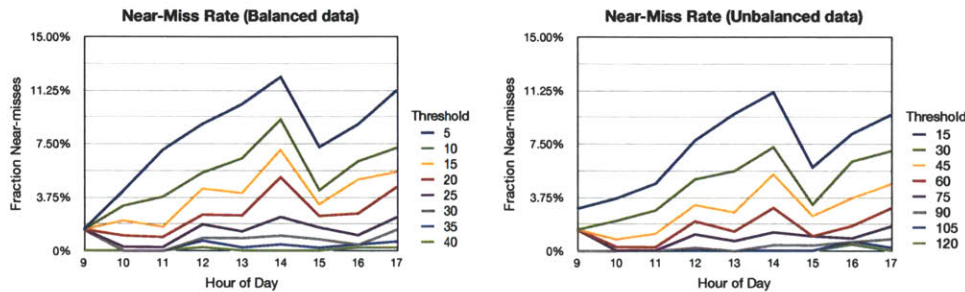 Near-Miss Rate (Balanced data)
15.00%
11.25%
7.50%
3.75%
0%
Fraction Near-misses
9 10 11 12 13 14 15 16 17
Hour of Day
Threshold
5
10
15
20
25
30
35
40
Near-Miss Rate (Unbalanced data)
15.00%
11.25%
7.50%
3.75%
0%
Fraction Near-misses
9 10 11 12 13 14 15 16 17
Hour of Day
Threshold
15
30
45
60
75
90
105
120